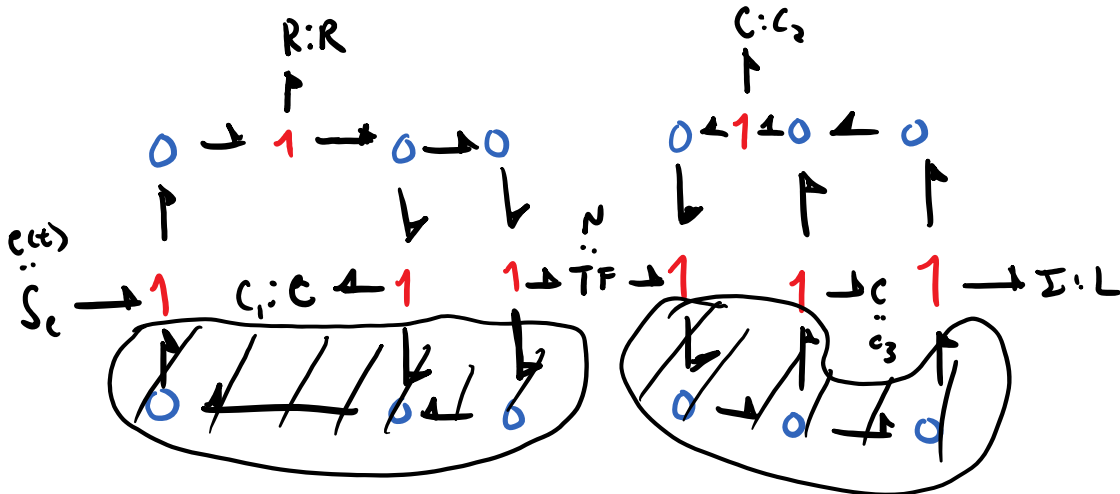 R:R C:C₂
0 1 0 0 0 1 0 0
e(t) N
Se 1 C₁:C 1 1 TF 1 1 C 1 I:L
c₃
0 0 0 0 0 0